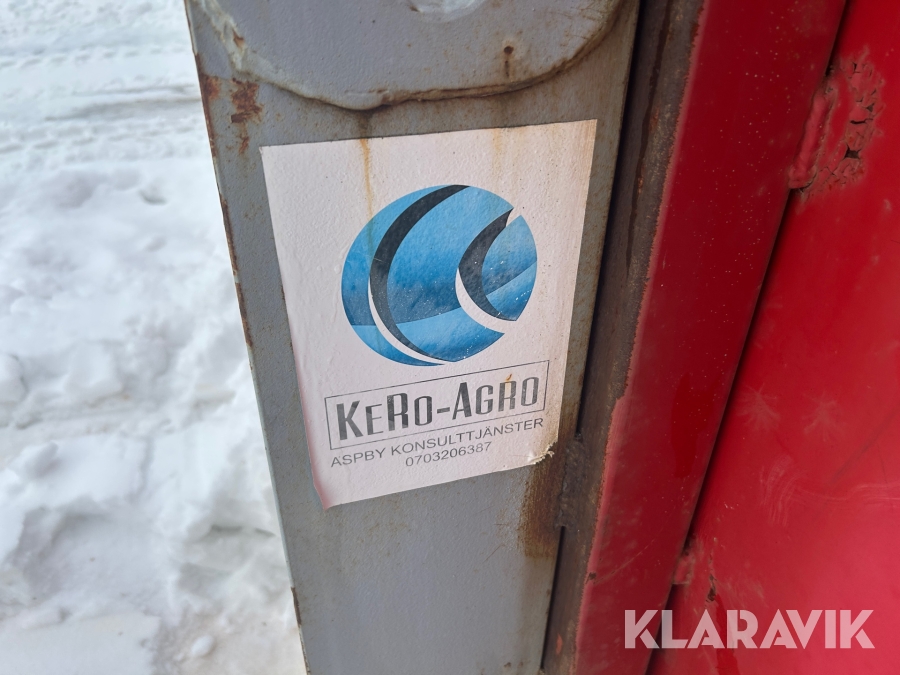 KeRo-Agro
ASPBY KONSULTTJÄNSTER
0703206387
KLARAVIK